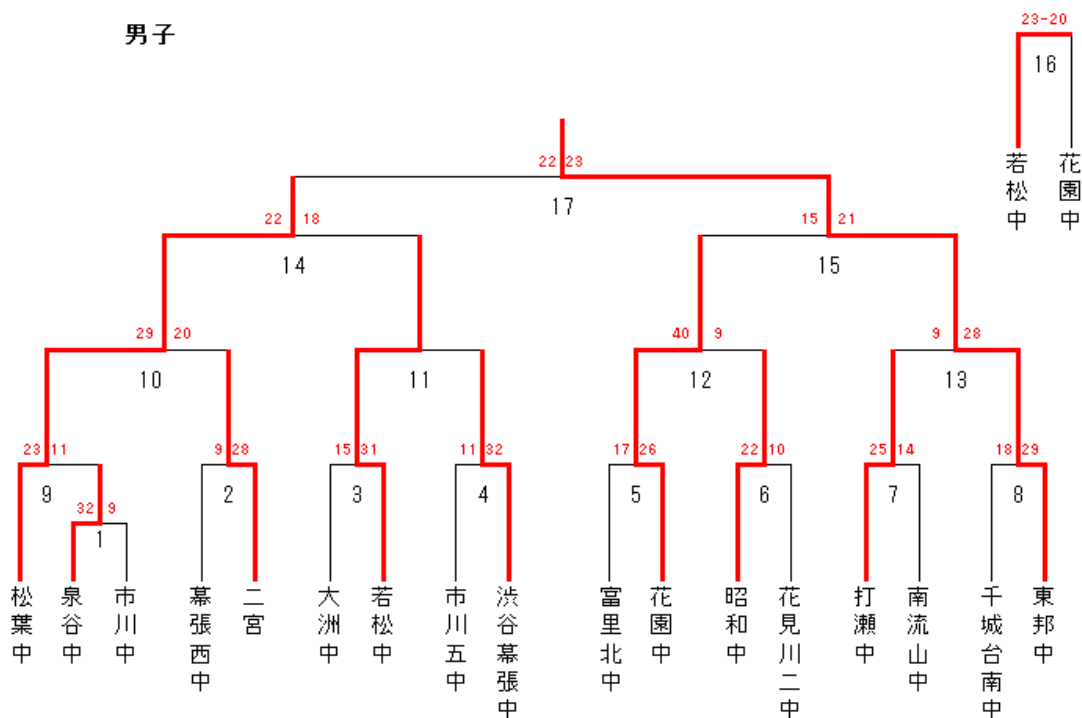 男子
23-20
16
若松中
花園中
22 23
17
22 18
14
15 21
15
29 20
10
11
40 9
12
9 28
13
23 11
9
9 28
2
15 31
3
11 32
4
17 26
5
22 10
6
25 14
7
18 29
8
32 9
1
松葉中
泉谷中
市川中
幕張西中
二宮
大洲中
若松中
市川五中
渋谷幕張中
富里北中
花園中
昭和中
花見川二中
打瀬中
南流山中
千城台南中
東邦中